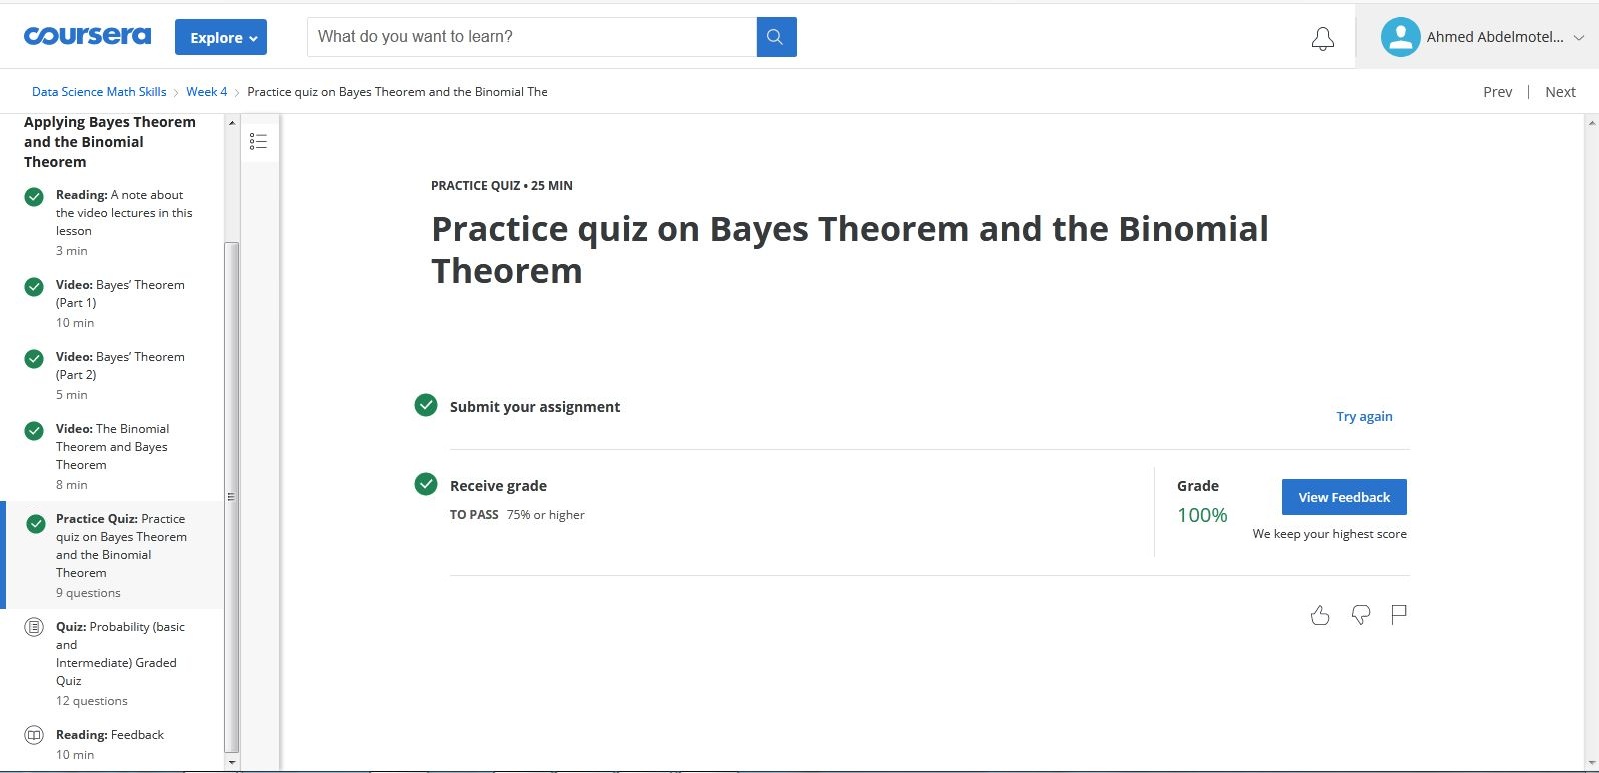 coursera
Explore
What do you want to learn?
Ahmed Abdelmotel...
Data Science Math Skills > Week 4 > Practice quiz on Bayes Theorem and the Binomial The
Prev | Next
Applying Bayes Theorem
and the Binomial
Theorem
Reading: A note about
the video lectures in this
lesson
3 min
Video: Bayes’ Theorem
(Part 1)
10 min
Video: Bayes’ Theorem
(Part 2)
5 min
Video: The Binomial
Theorem and Bayes
Theorem
8 min
Practice Quiz: Practice
quiz on Bayes Theorem
and the Binomial
Theorem
9 questions
Quiz: Probability (basic
and
Intermediate) Graded
Quiz
12 questions
Reading: Feedback
10 min
PRACTICE QUIZ • 25 MIN
Practice quiz on Bayes Theorem and the Binomial
Theorem
Submit your assignment
Try again
Receive grade
TO PASS 75% or higher
Grade
100%
View Feedback
We keep your highest score